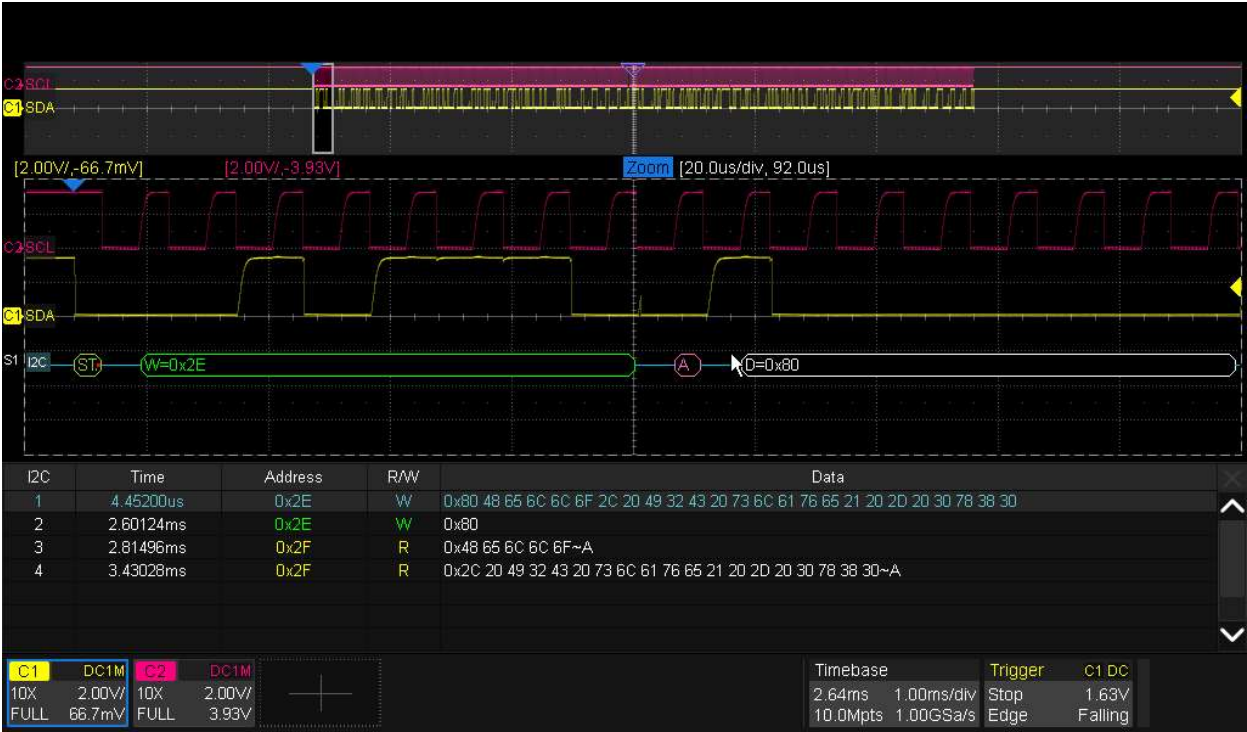 C2 SCL
C1 SDA
[2.00V/,-66.7mV] [2.00V/,-3.93V] Zoom [20.0us/div, 92.0us]
C2 SCL
C1 SDA
S1 I2C ST W=0x2E A D=0x80
I2C Time Address R/W Data
1 4.45200us 0x2E W 0x80 48 65 6C 6C 6F 2C 20 49 32 43 20 73 6C 61 76 65 21 20 2D 20 30 78 38 30
2 2.60124ms 0x2E W 0x80
3 2.81496ms 0x2F R 0x48 65 6C 6C 6F~A
4 3.43028ms 0x2F R 0x2C 20 49 32 43 20 73 6C 61 76 65 21 20 2D 20 30 78 38 30~A
C1 DC1M C2 DC1M Timebase Trigger C1 DC
10X 2.00V/ 10X 2.00V/ 2.64ms 1.00ms/div Stop 1.63V
FULL 66.7mV FULL 3.93V 10.0Mpts 1.00GSa/s Edge Falling